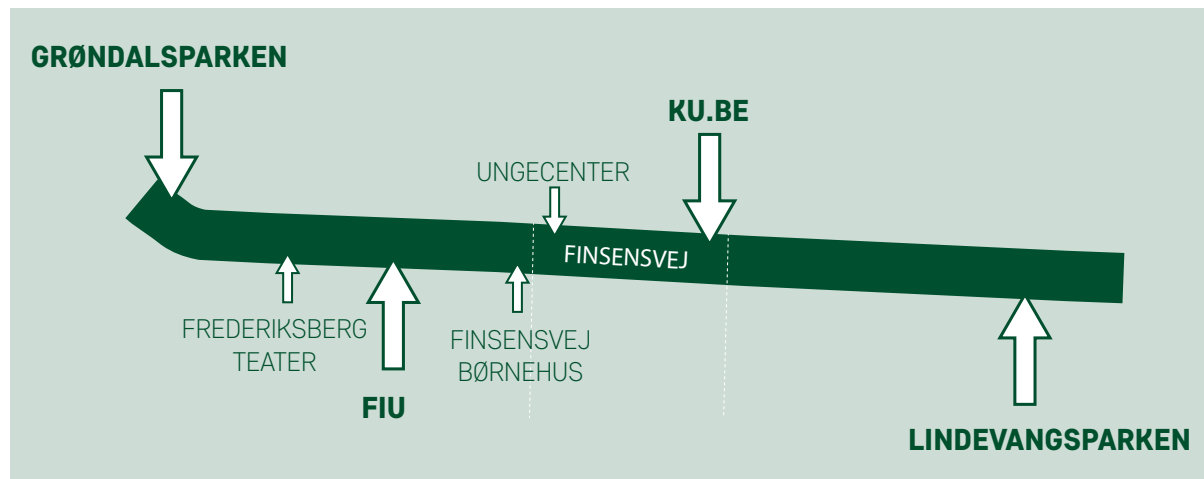 GRØNDALSPARKEN
KU.BE
UNGECENTER
FINSENSVEJ
FREDERIKSBERG
TEATER
FINSENSVEJ
BØRNEHUS
FIU
LINDEVANGSPARKEN